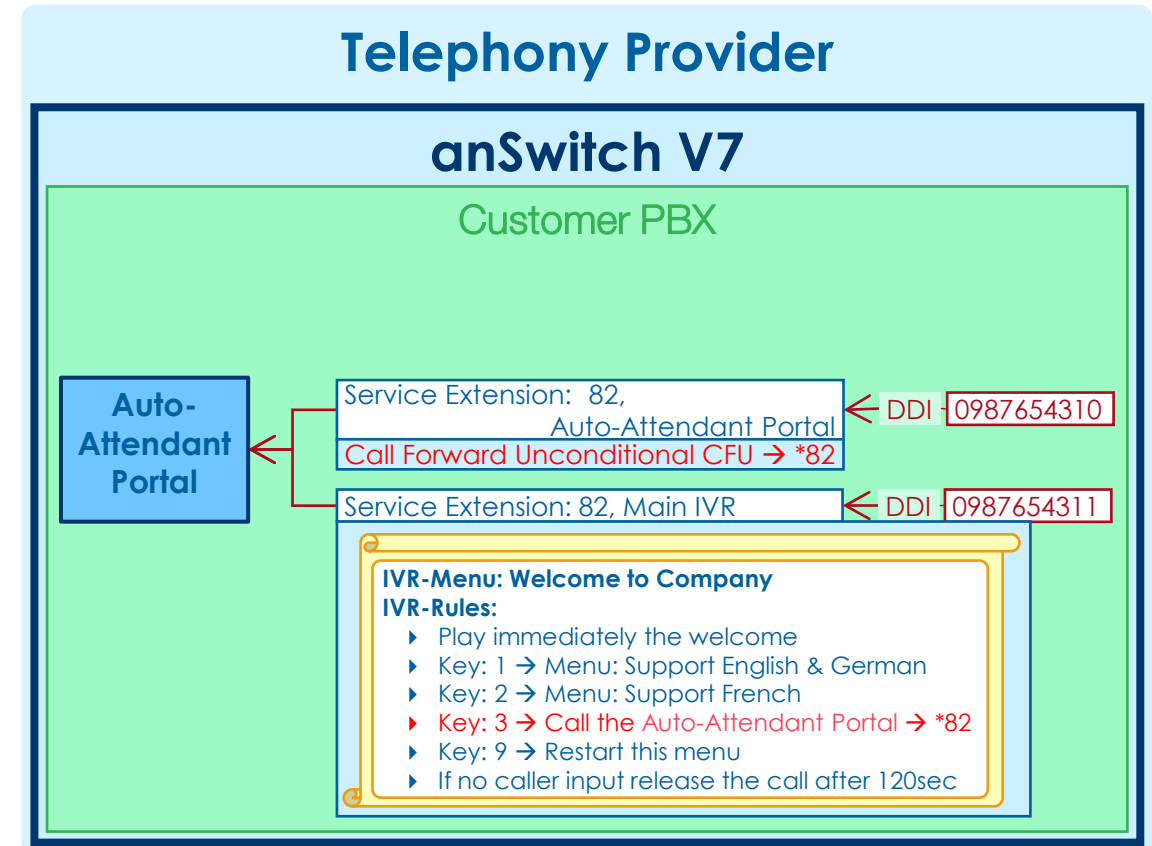 Telephony Provider
anSwitch V7
Customer PBX
Auto-
Attendant
Portal
Service Extension:  82,
Auto-Attendant Portal
Call Forward Unconditional CFU → *82
DDI
0987654310
Service Extension: 82, Main IVR
DDI
0987654311
IVR-Menu: Welcome to Company
IVR-Rules:
Play immediately the welcome
Key: 1 → Menu: Support English & German
Key: 2 → Menu: Support French
Key: 3 → Call the Auto-Attendant Portal → *82
Key: 9 → Restart this menu
If no caller input release the call after 120sec